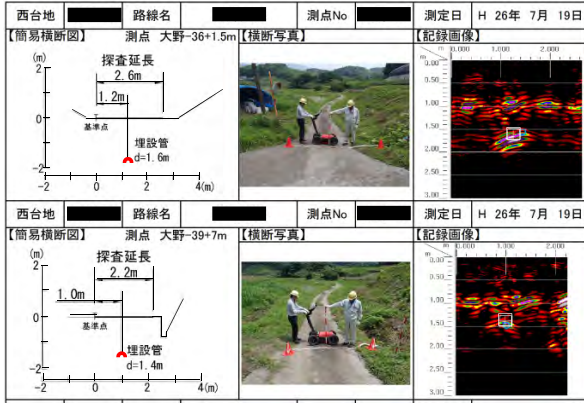 西台地 路線名 測点No 測定日 H 26年 7月 19日
【簡易横断図】 測点 大野-36+1.5m 【横断写真】 【記録画像】
(m)
探査延長
2.6m
1.2m
2
0
-2
基準点
埋設管
d=1.6m
-2 0 2 4(m)
m 0.000 1.000 2.000
m
0.00
0.50
1.00
1.50
2.00
2.50
3.00
西台地 路線名 測点No 測定日 H 26年 7月 19日
【簡易横断図】 測点 大野-39+7m 【横断写真】 【記録画像】
(m)
探査延長
2.2m
1.0m
2
0
-2
基準点
埋設管
d=1.4m
-2 0 2 4(m)
m 0.000 1.000 2.000
m
0.00
0.50
1.00
1.50
2.00
2.50
3.00